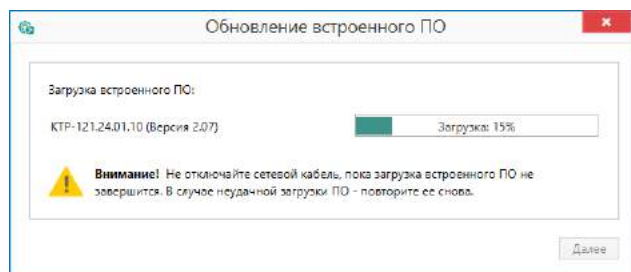 Обновление встроенного ПО
Загрузка встроенного ПО:
КТР-121.24.01.10 (Версия 2.07)
Загрузка: 15%
Внимание! Не отключайте сетевой кабель, пока загрузка встроенного ПО не
завершится. В случае неудачной загрузки ПО - повторите ее снова.
Далее